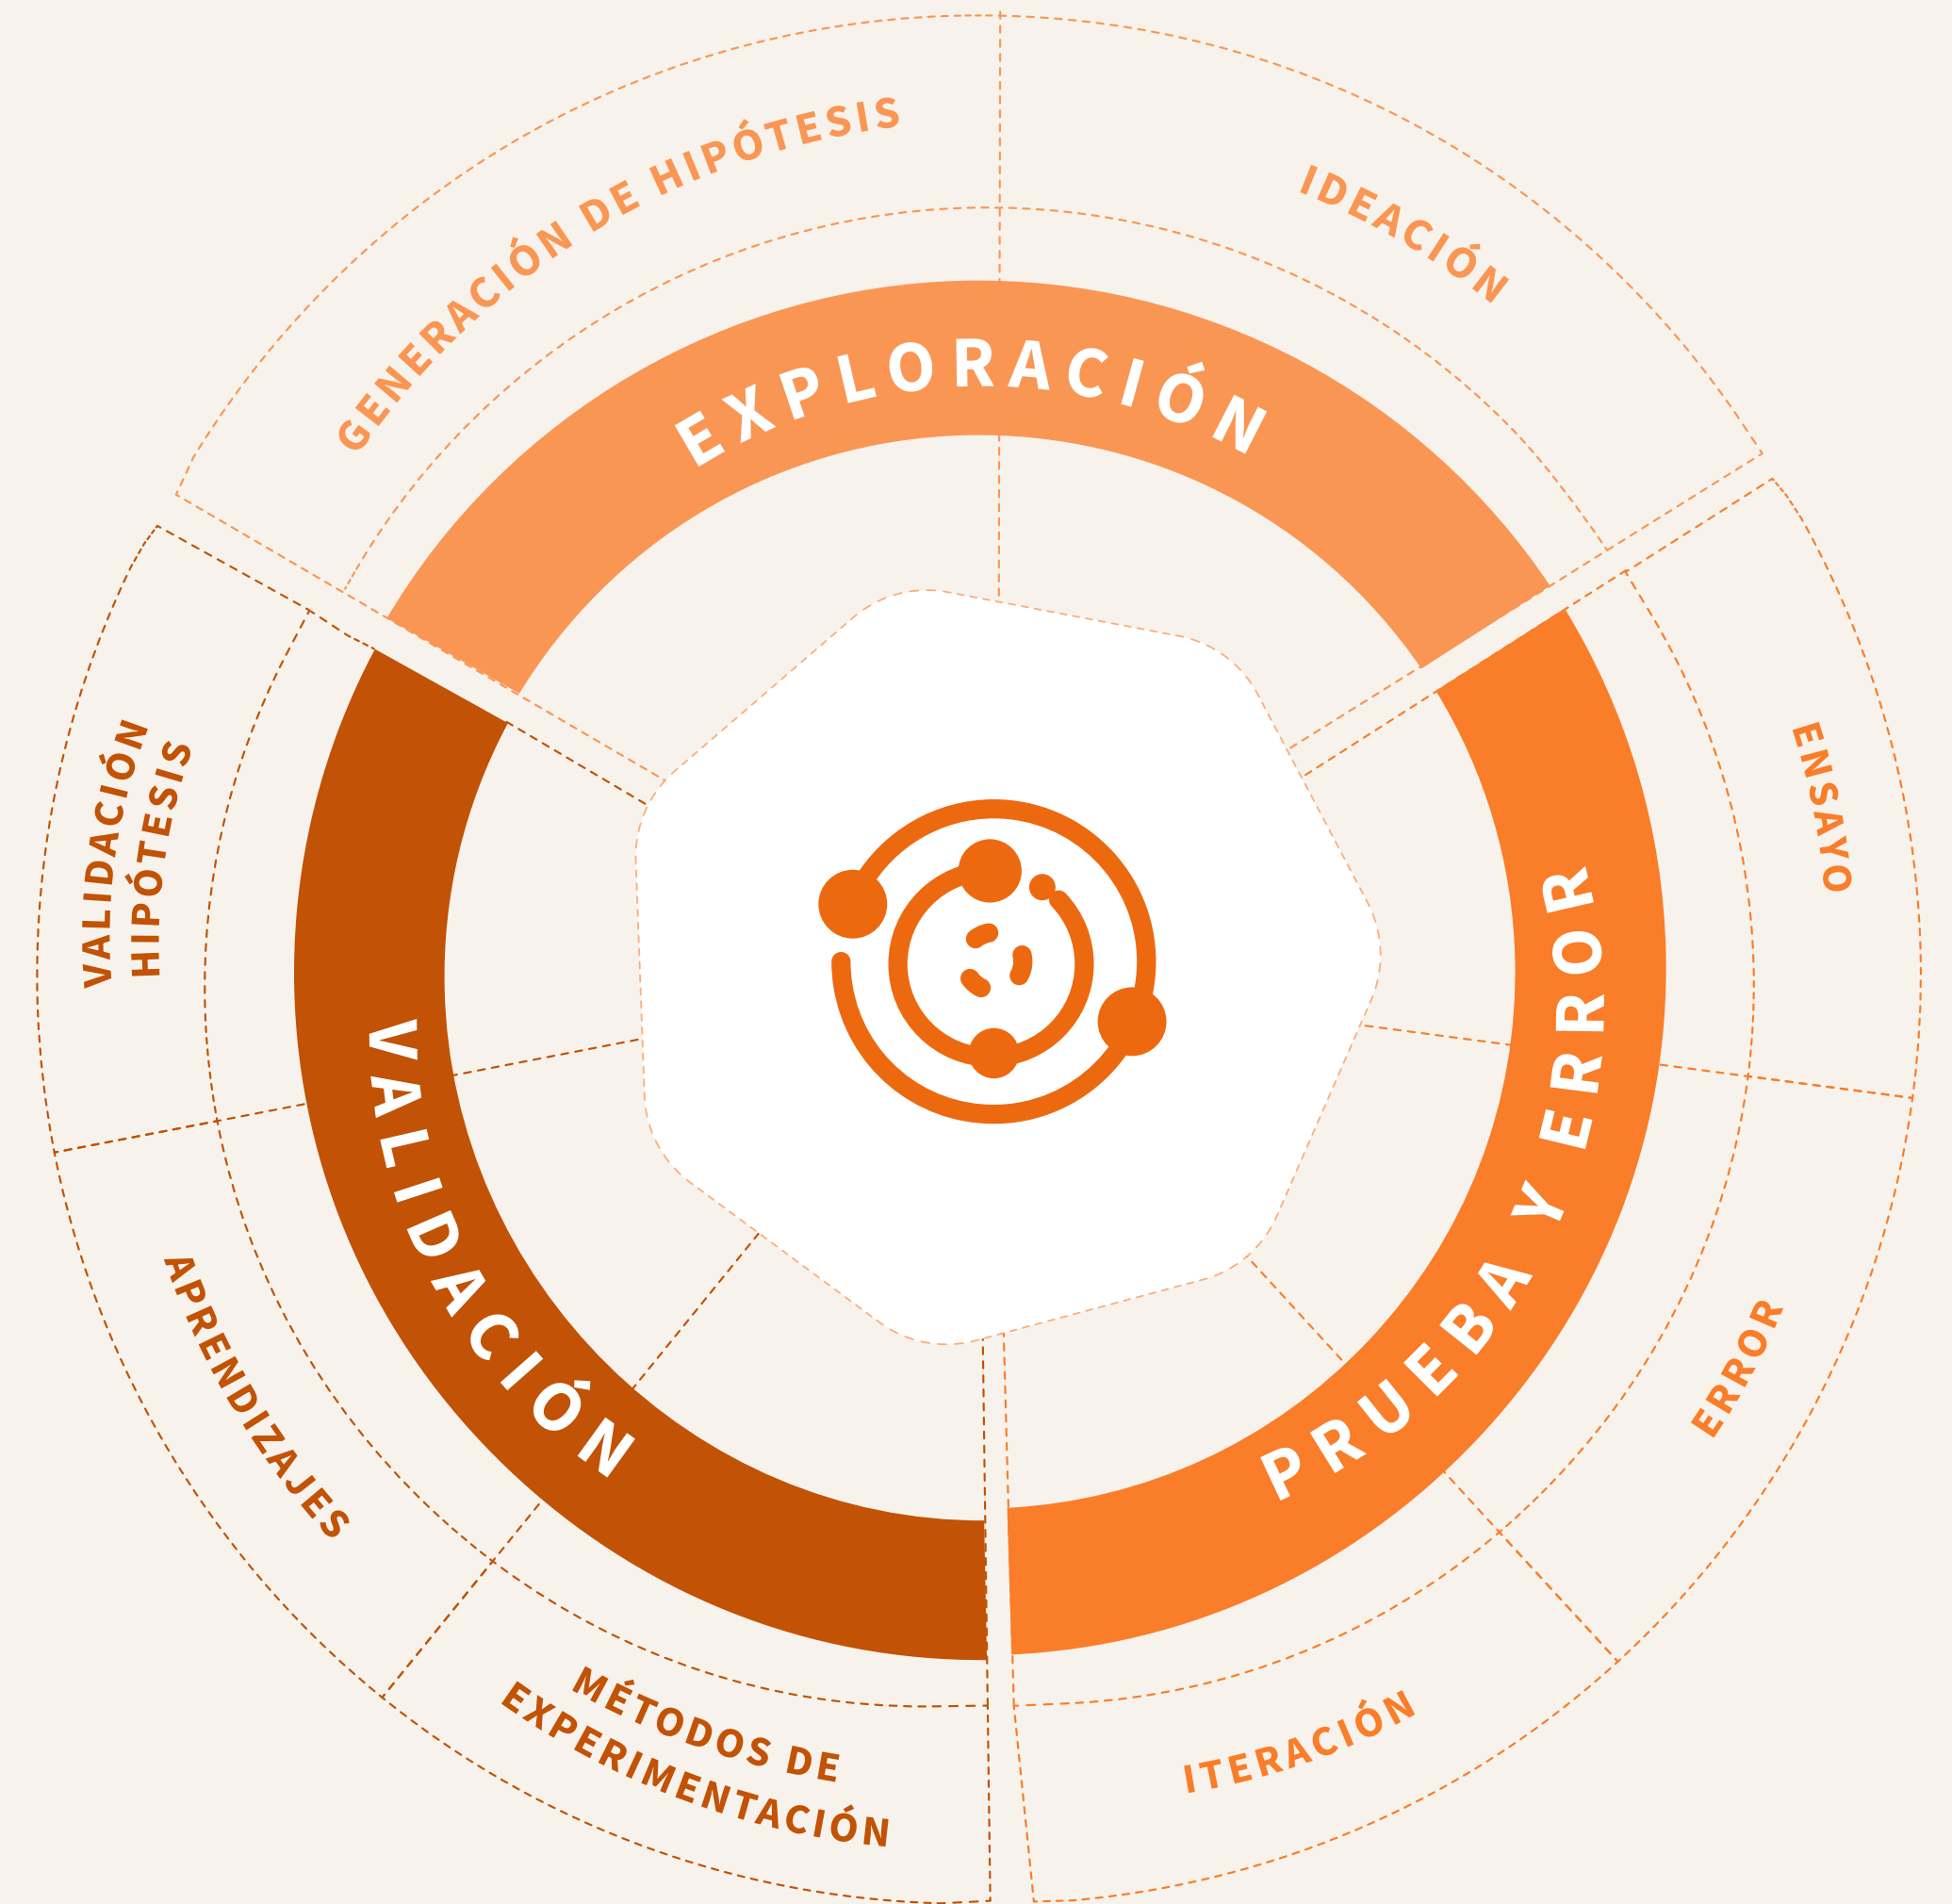 GENERACIÓN DE HIPÓTESIS
IDEACIÓN
EXPLORACIÓN
ENSAYO
ERROR
ITERACIÓN
PRUEBA Y ERROR
MÉTODOS DE
EXPERIMENTACIÓN
APRENDIZAJES
VALIDACIÓN
HIPÓTESIS
VALIDACIÓN